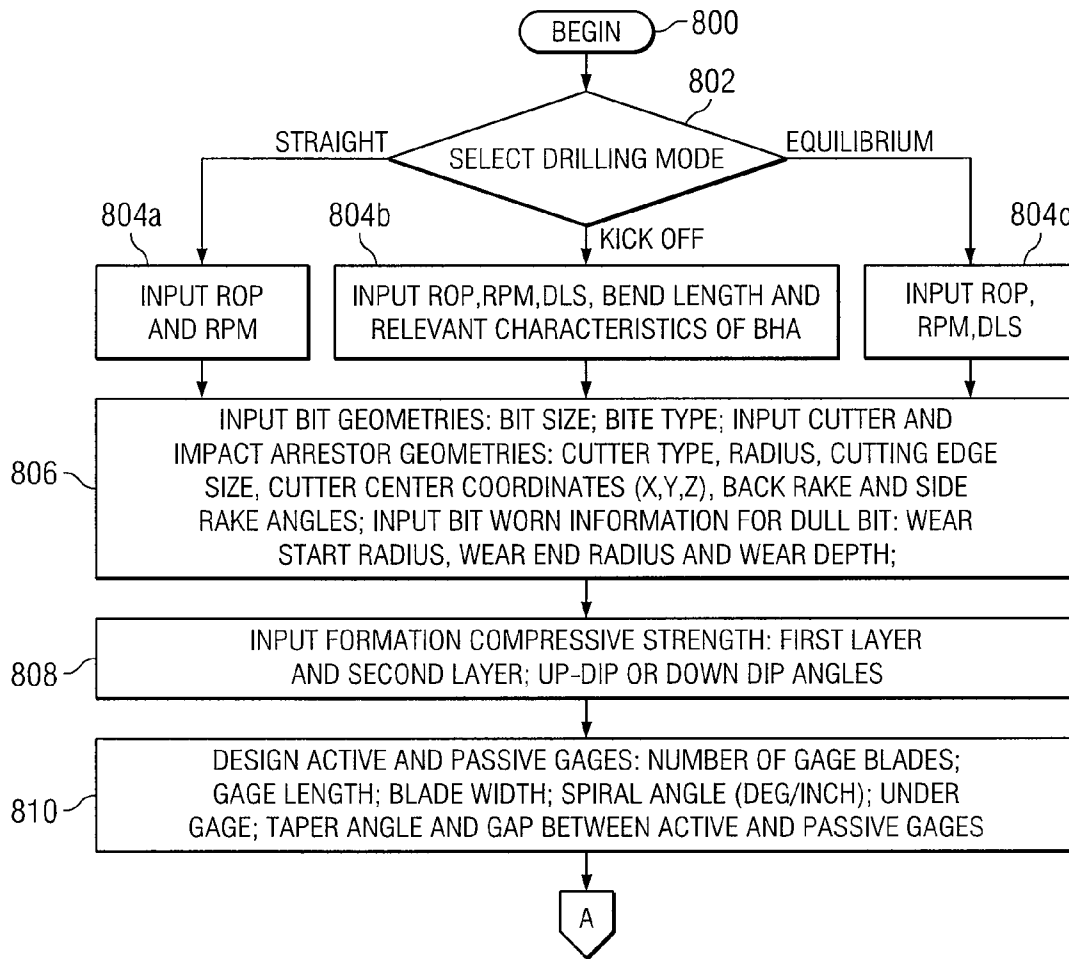 BEGIN
800
802
STRAIGHT
SELECT DRILLING MODE
EQUILIBRIUM
804a
804b
KICK OFF
804c
INPUT ROP
AND RPM
INPUT ROP,RPM,DLS, BEND LENGTH AND
RELEVANT CHARACTERISTICS OF BHA
INPUT ROP,
RPM,DLS
806
INPUT BIT GEOMETRIES: BIT SIZE; BITE TYPE; INPUT CUTTER AND
IMPACT ARRESTOR GEOMETRIES: CUTTER TYPE, RADIUS, CUTTING EDGE
SIZE, CUTTER CENTER COORDINATES (X,Y,Z), BACK RAKE AND SIDE
RAKE ANGLES; INPUT BIT WORN INFORMATION FOR DULL BIT: WEAR
START RADIUS, WEAR END RADIUS AND WEAR DEPTH;
808
INPUT FORMATION COMPRESSIVE STRENGTH: FIRST LAYER
AND SECOND LAYER; UP-DIP OR DOWN DIP ANGLES
810
DESIGN ACTIVE AND PASSIVE GAGES: NUMBER OF GAGE BLADES;
GAGE LENGTH; BLADE WIDTH; SPIRAL ANGLE (DEG/INCH); UNDER
GAGE; TAPER ANGLE AND GAP BETWEEN ACTIVE AND PASSIVE GAGES
A